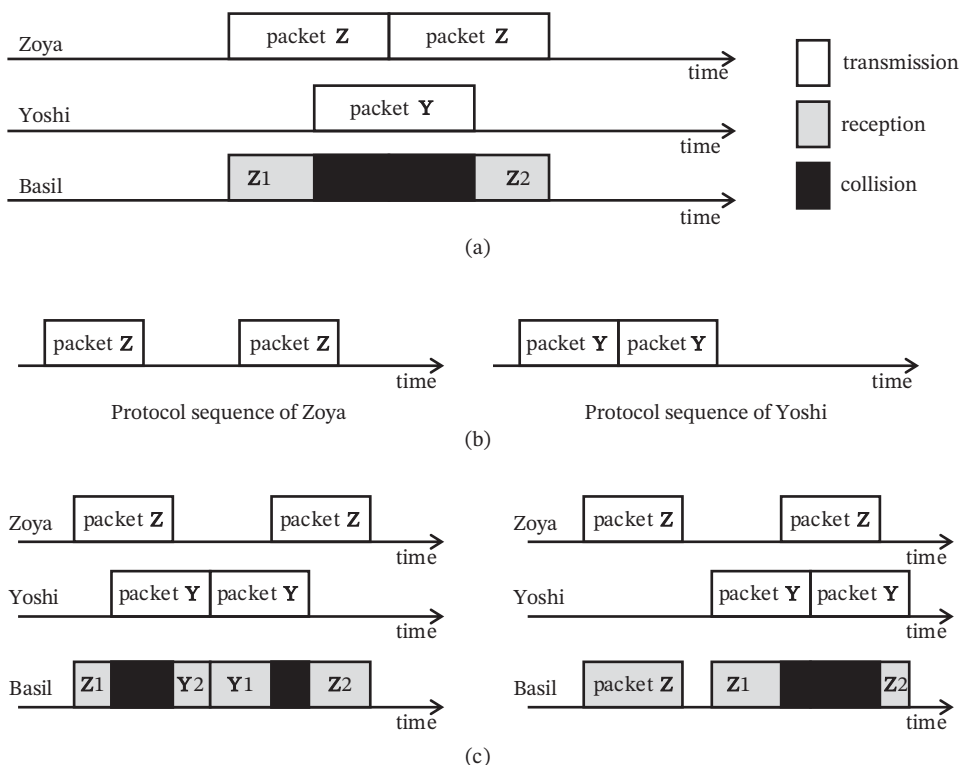 Zoya
packet Z
packet Z
time
Yoshi
packet Y
time
Basil
Z1
Z2
time
transmission
reception
collision
(a)
packet Z
packet Z
time
Protocol sequence of Zoya
packet Y
packet Y
time
Protocol sequence of Yoshi
(b)
Zoya
packet Z
packet Z
time
Yoshi
packet Y
packet Y
time
Basil
Z1
Y2
Y1
Z2
time
Zoya
packet Z
packet Z
time
Yoshi
packet Y
packet Y
time
Basil
packet Z
Z1
Z2
time
(c)